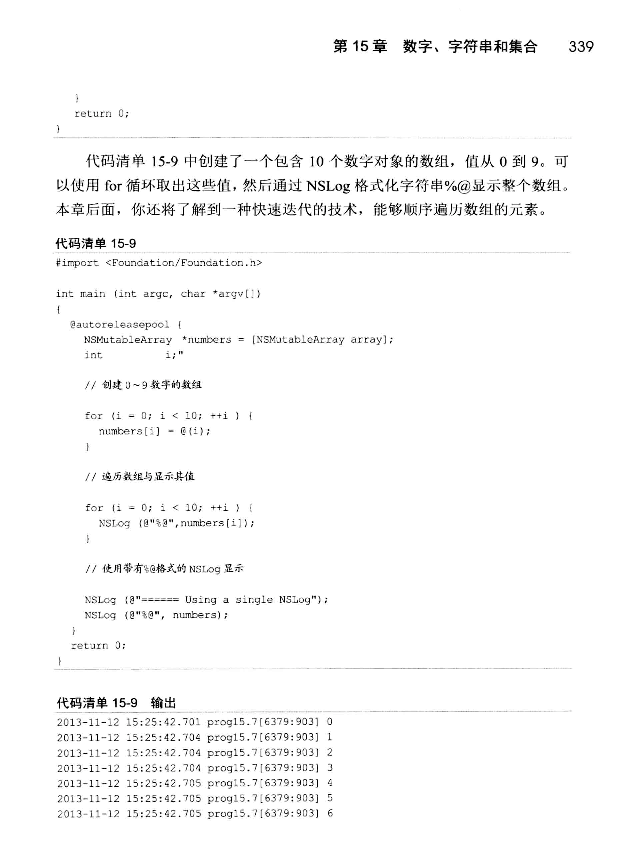 第 15 章 数字、字符串和集合 339
}
return 0;
}
代码清单 15-9 中创建了一个包含 10 个数字对象的数组，值从 0 到 9。可
以使用 for 循环取出这些值，然后通过 NSLog 格式化字符串%@显示整个数组。
本章后面，你还将了解到一种快速迭代的技术，能够顺序遍历数组的元素。
代码清单 15-9
#import <Foundation/Foundation.h>
int main (int argc, char *argv[])
{
@autoreleasepool {
NSMutableArray *numbers = [NSMutableArray array];
int i;"
// 创建 0～9 数字的数组
for (i = 0; i < 10; ++i ) {
numbers[i] = @(i);
}
// 遍历数组与显示其值
for (i = 0; i < 10; ++i ) {
NSLog (@"%@",numbers[i]);
}
// 使用带有%@格式的 NSLog 显示
NSLog (@"====== Using a single NSLog");
NSLog (@"%@", numbers);
}
return 0;
}
代码清单 15-9 输出
2013-11-12 15:25:42.701 prog15.7[6379:903] 0
2013-11-12 15:25:42.704 prog15.7[6379:903] 1
2013-11-12 15:25:42.704 prog15.7[6379:903] 2
2013-11-12 15:25:42.704 prog15.7[6379:903] 3
2013-11-12 15:25:42.705 prog15.7[6379:903] 4
2013-11-12 15:25:42.705 prog15.7[6379:903] 5
2013-11-12 15:25:42.705 prog15.7[6379:903] 6